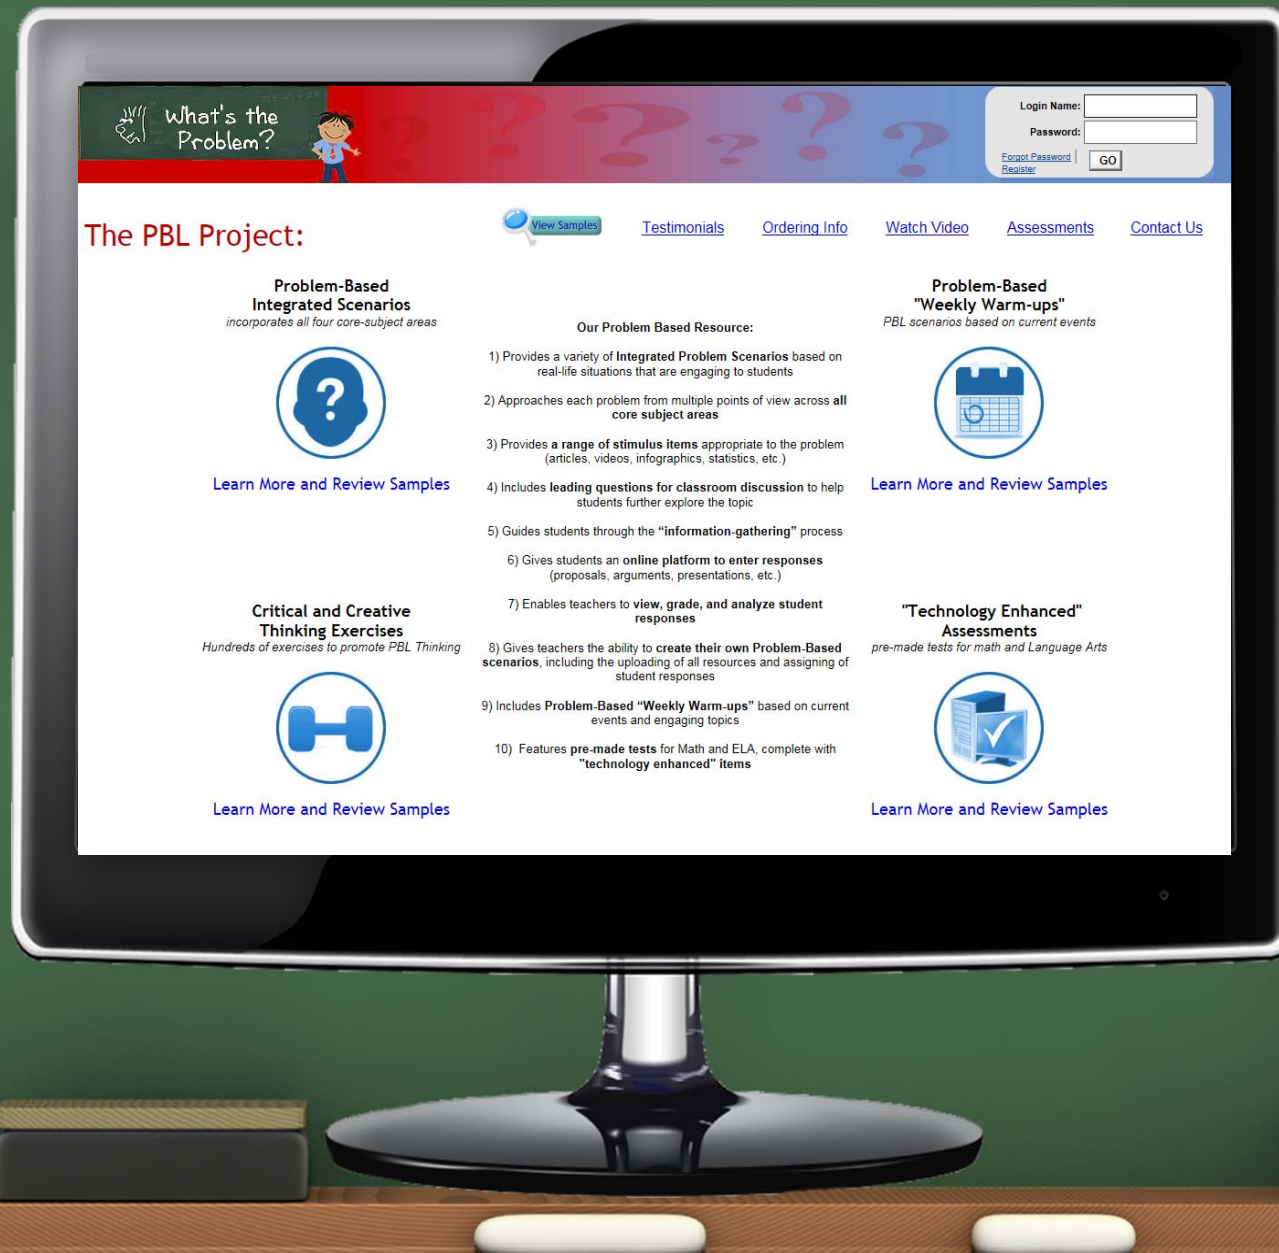 What's the
Problem?
Login Name:
Password:
Forgot Password
Register
GO
The PBL Project:
View Samples
Testimonials
Ordering Info
Watch Video
Assessments
Contact Us
Problem-Based
Integrated Scenarios
incorporates all four core-subject areas
Learn More and Review Samples
Critical and Creative
Thinking Exercises
Hundreds of exercises to promote PBL Thinking
Learn More and Review Samples
Our Problem Based Resource:
1) Provides a variety of Integrated Problem Scenarios based on
real-life situations that are engaging to students
2) Approaches each problem from multiple points of view across all
core subject areas
3) Provides a range of stimulus items appropriate to the problem
(articles, videos, infographics, statistics, etc.)
4) Includes leading questions for classroom discussion to help
students further explore the topic
5) Guides students through the “information-gathering” process
6) Gives students an online platform to enter responses
(proposals, arguments, presentations, etc.)
7) Enables teachers to view, grade, and analyze student
responses
8) Gives teachers the ability to create their own Problem-Based
scenarios, including the uploading of all resources and assigning of
student responses
9) Includes Problem-Based “Weekly Warm-ups” based on current
events and engaging topics
10) Features pre-made tests for Math and ELA, complete with
"technology enhanced" items
Problem-Based
"Weekly Warm-ups"
PBL scenarios based on current events
Learn More and Review Samples
"Technology Enhanced"
Assessments
pre-made tests for math and Language Arts
Learn More and Review Samples